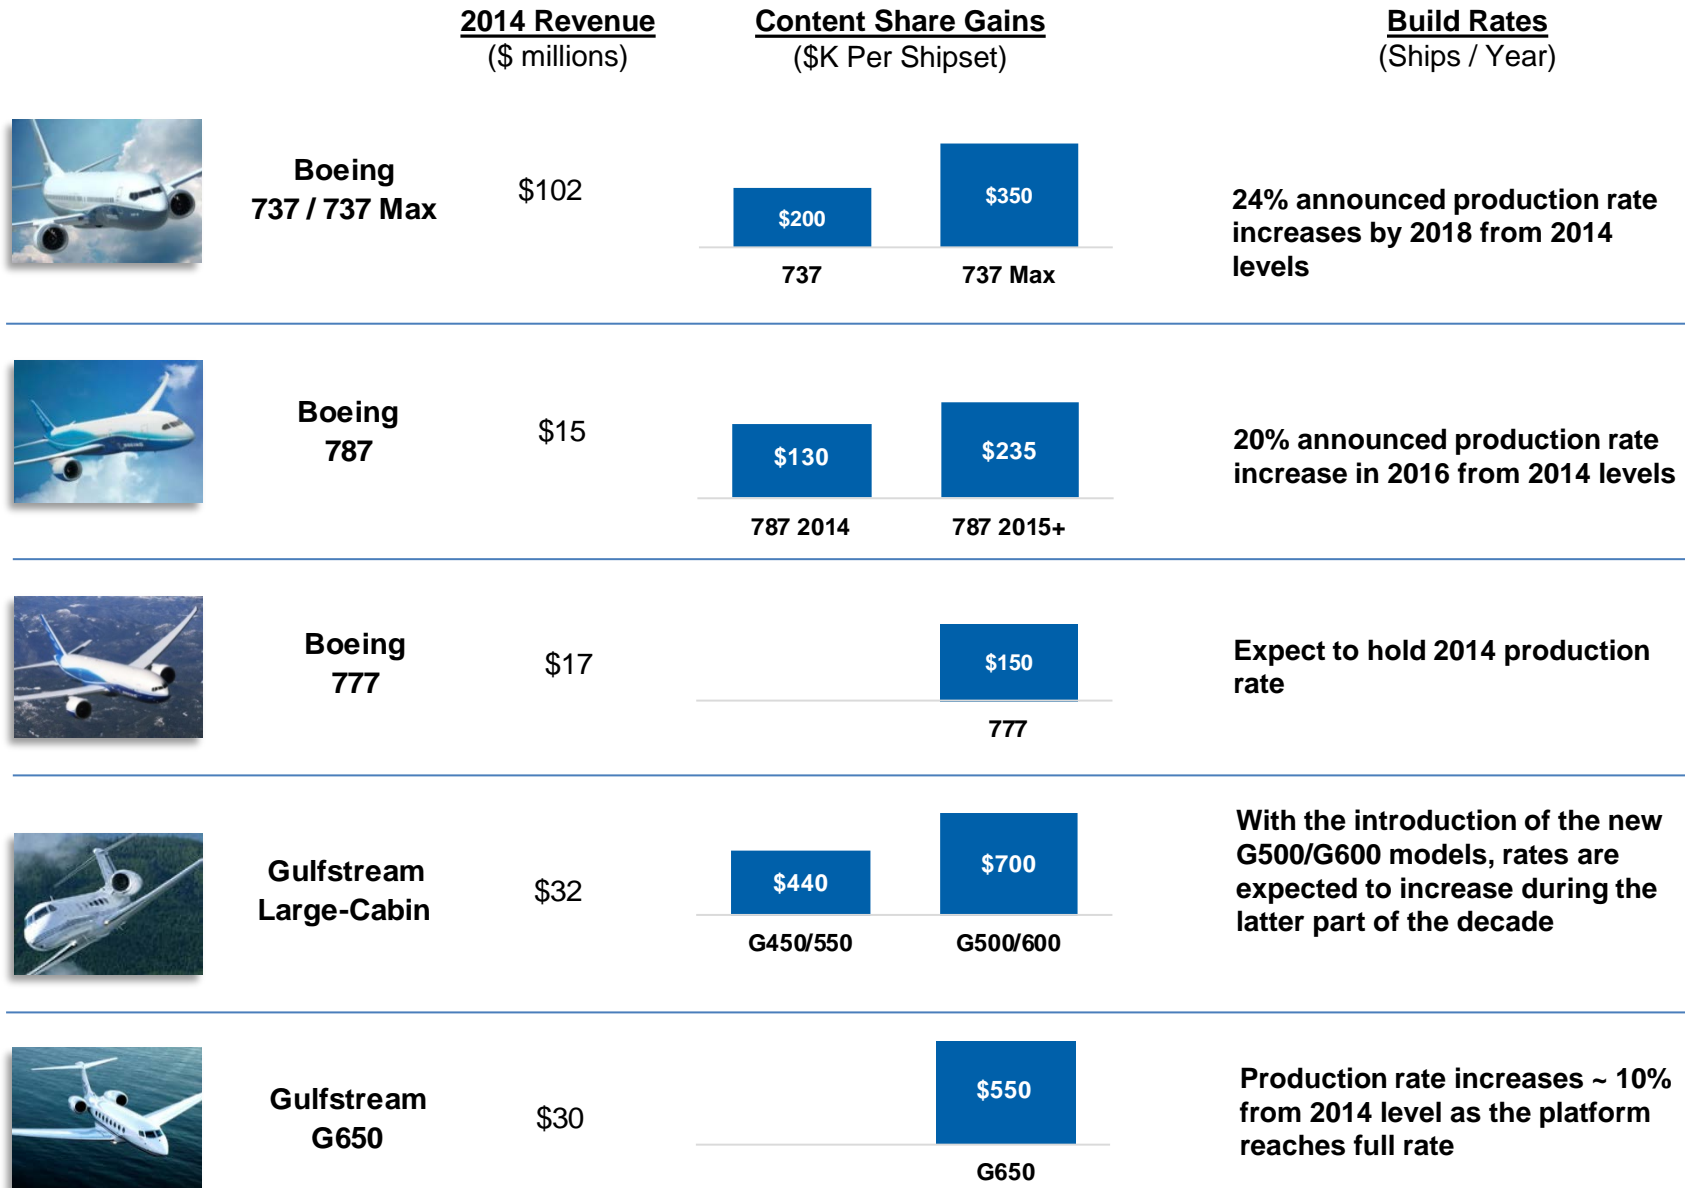 2014 Revenue
($ millions)
Content Share Gains
($K Per Shipset)
Build Rates
(Ships / Year)
Boeing
737 / 737 Max
$102
$200
$350
737
737 Max
24% announced production rate
increases by 2018 from 2014
levels
Boeing
787
$15
$130
$235
787 2014
787 2015+
20% announced production rate
increase in 2016 from 2014 levels
Boeing
777
$17
$150
777
Expect to hold 2014 production
rate
Gulfstream
Large-Cabin
$32
$440
$700
G450/550
G500/600
With the introduction of the new
G500/G600 models, rates are
expected to increase during the
latter part of the decade
Gulfstream
G650
$30
$550
G650
Production rate increases ~ 10%
from 2014 level as the platform
reaches full rate